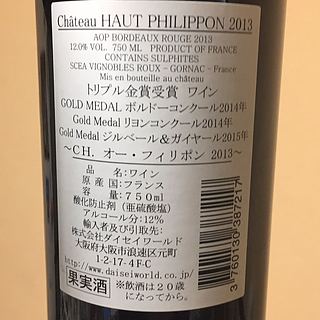 Château HAUT PHILIPPON 2013
AOP BORDEAUX ROUGE 2013
12.0% VOL. 750 ML PRODUCT OF FRANCE
CONTAINS SULPHITES
SCEA VIGNOBLES ROUX - GORNAC - France
Mis en bouteille au château
トリプル金賞受賞 ワイン
GOLD MEDAL ボルドーコンクール2014年
Gold Medal リヨンコンクール2014年
Gold Medal ジルベール＆ガイヤール2015年
～CH. オー・フィリポン 2013～
品名：ワイン
原産国：フランス
容量：750ml
酸化防止剤（亜硫酸塩）
アルコール分：12%
輸入者及び引取先：
株式会社ダイセイワールド
大阪府大阪市浪速区元町
1-2-17-4F-C
http://www.daiseiworld.co.jp/
果実酒
※飲酒は20歳
になってから。
3 760130 387217